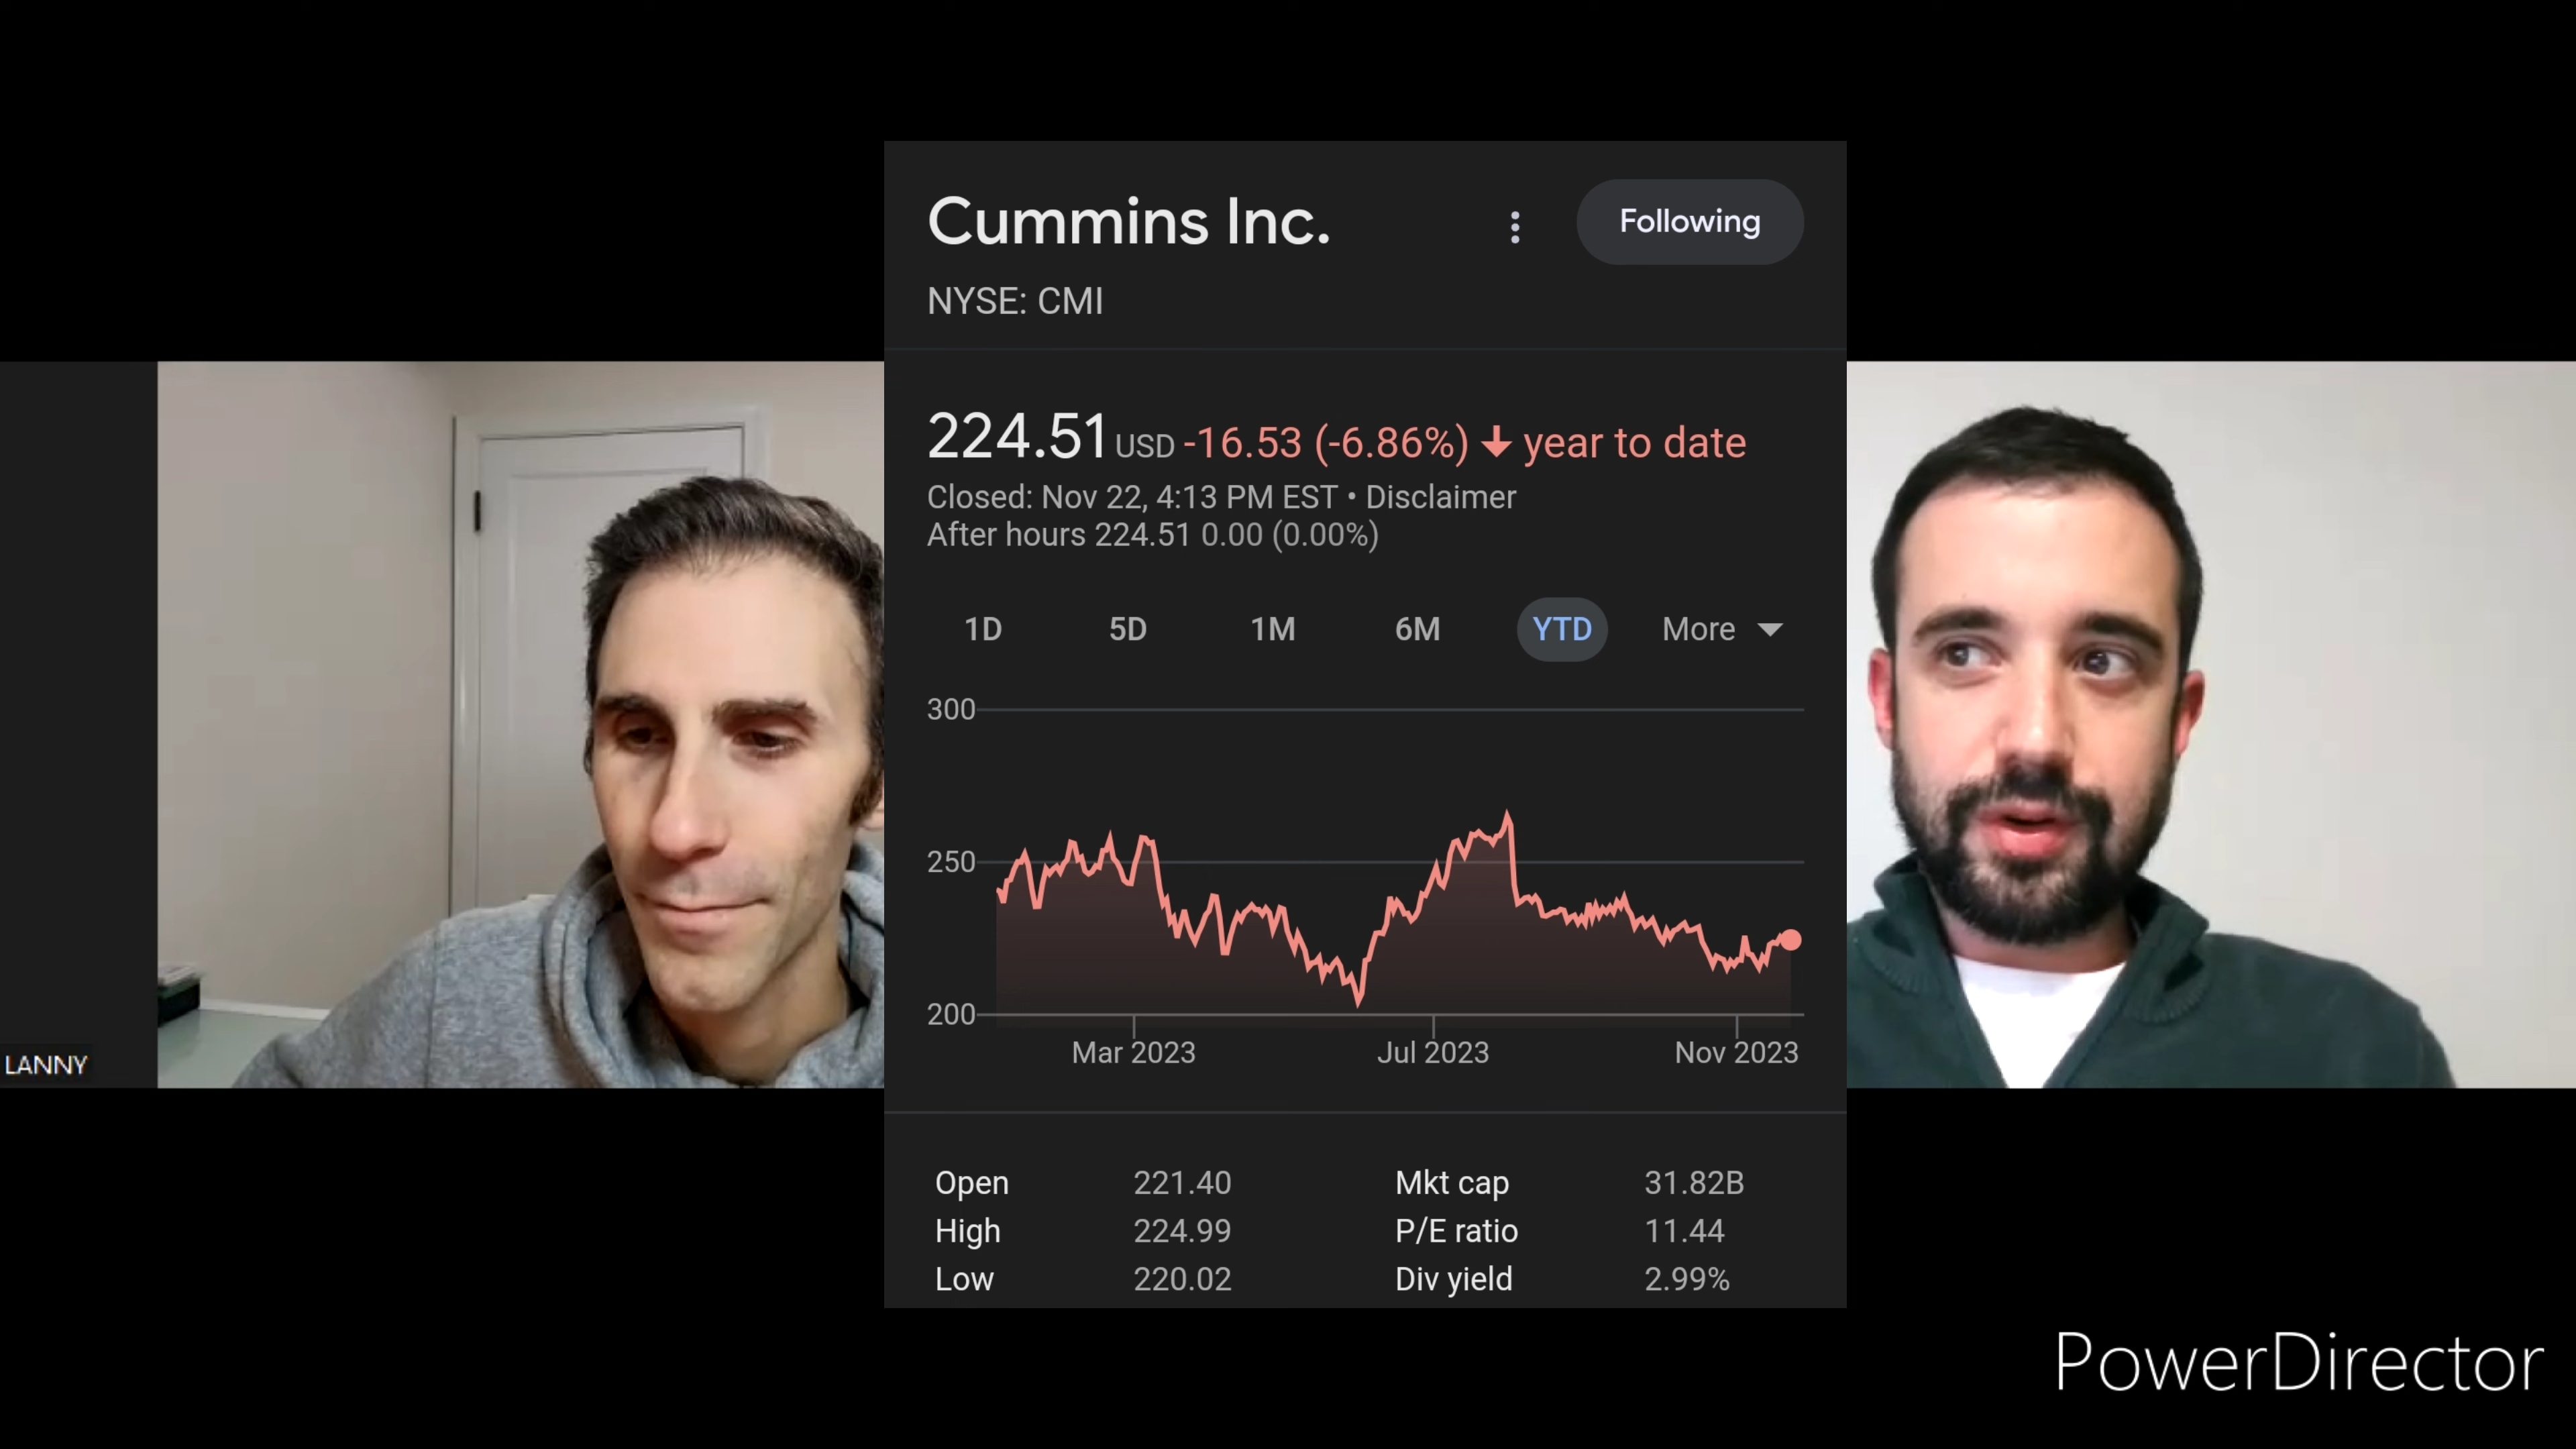 Cummins Inc.
Following
NYSE: CMI
224.51 USD -16.53 (-6.86%) ↓ year to date
Closed: Nov 22, 4:13 PM EST • Disclaimer
After hours 224.51 0.00 (0.00%)
1D 5D 1M 6M YTD More
300
250
200
Mar 2023 Jul 2023 Nov 2023
LANNY
Open 221.40 Mkt cap 31.82B
High 224.99 P/E ratio 11.44
Low 220.02 Div yield 2.99%
PowerDirector